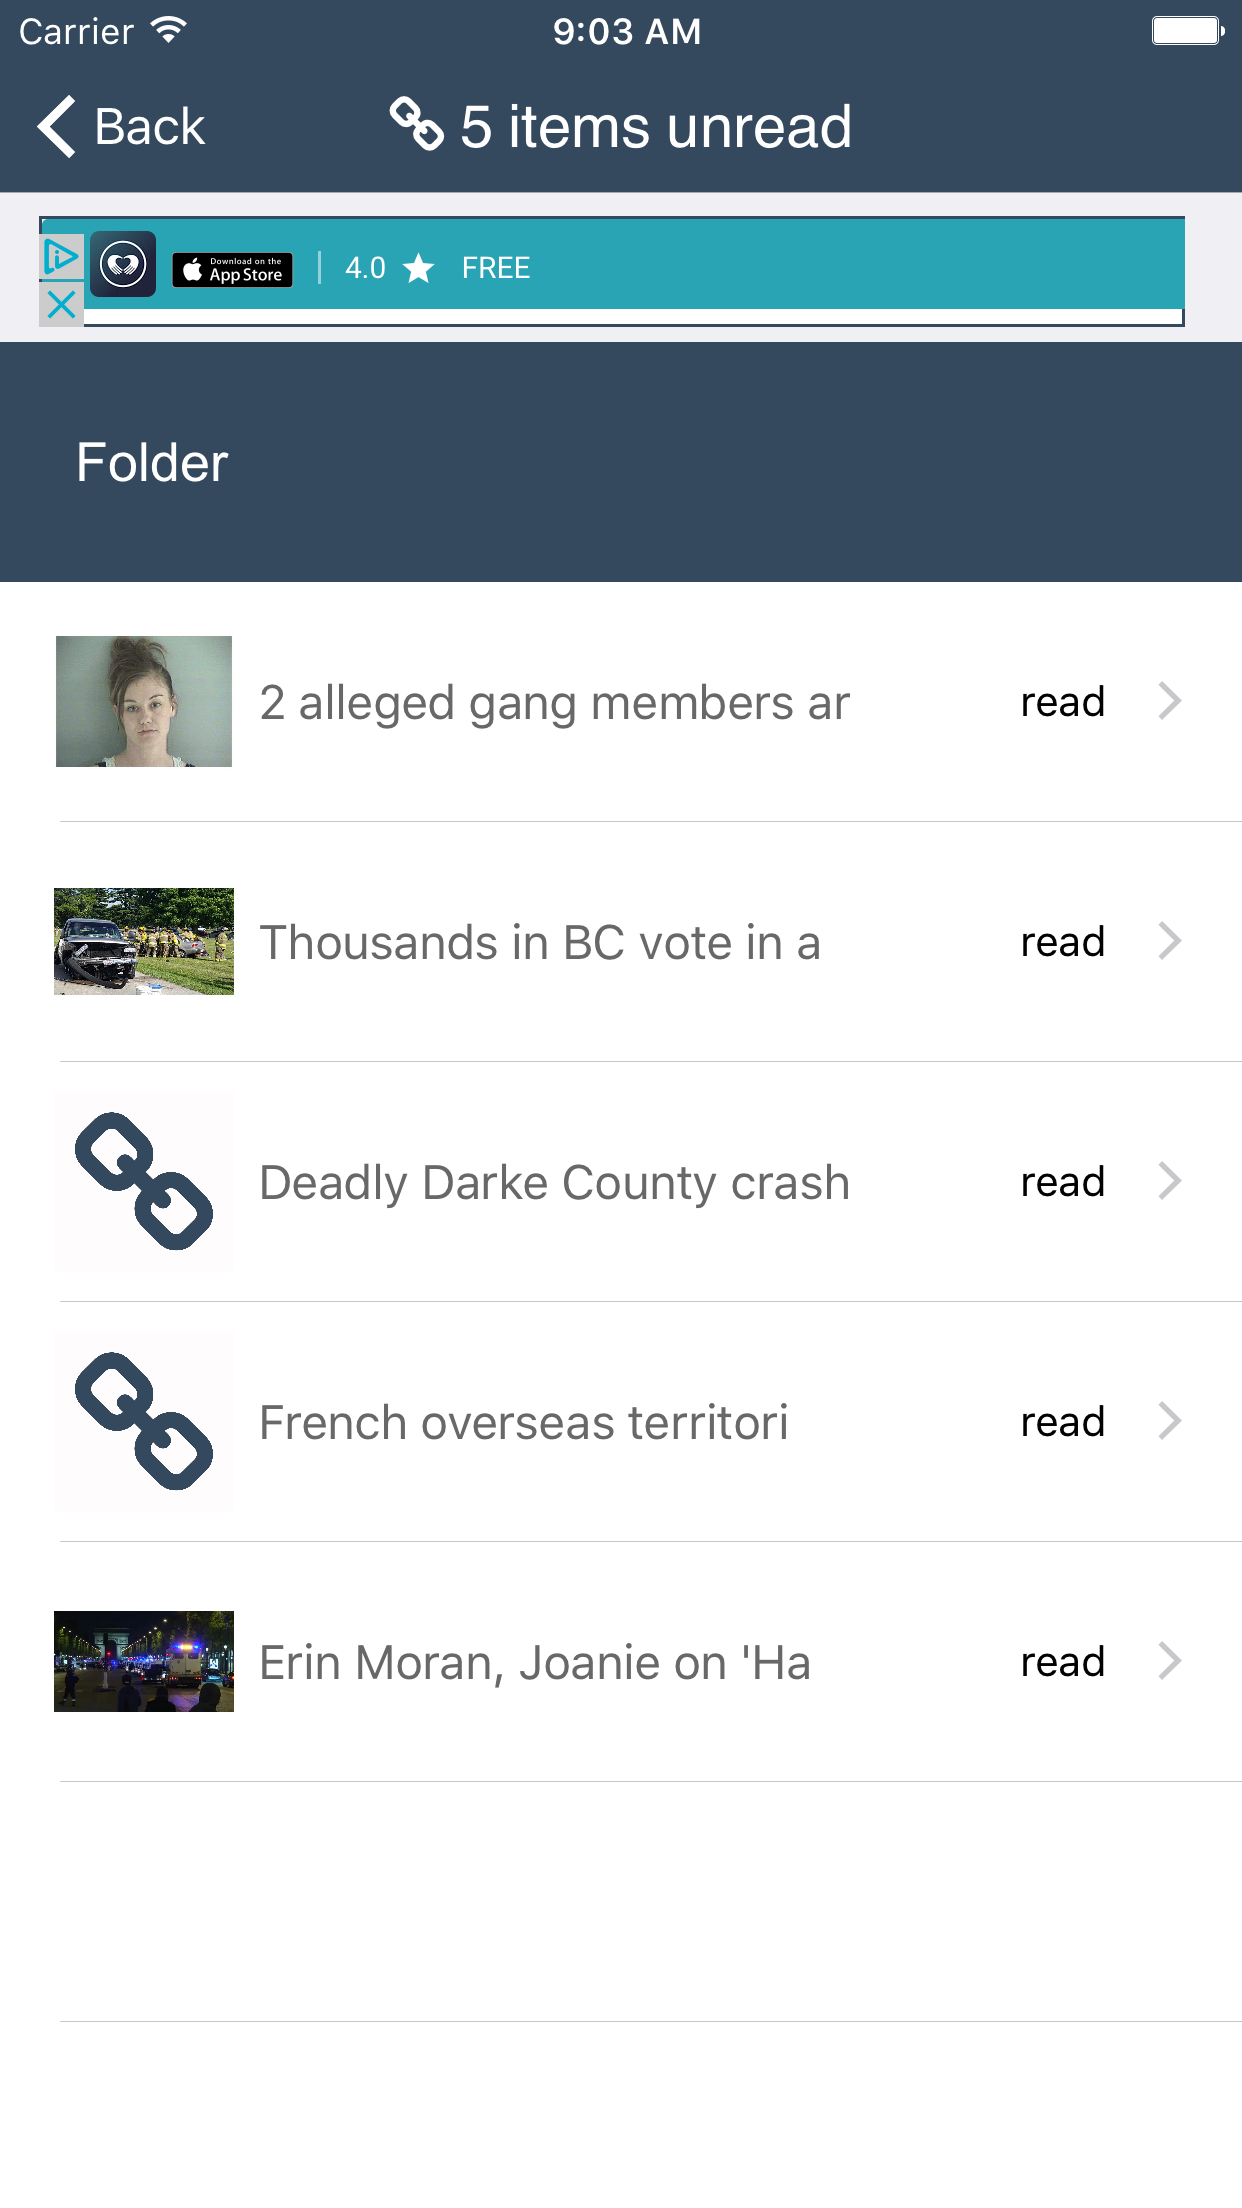 Carrier 9:03 AM
Back 5 items unread
Download on the
App Store
4.0 FREE
Folder
2 alleged gang members ar read
Thousands in BC vote in a read
Deadly Darke County crash read
French overseas territori read
Erin Moran, Joanie on 'Ha read